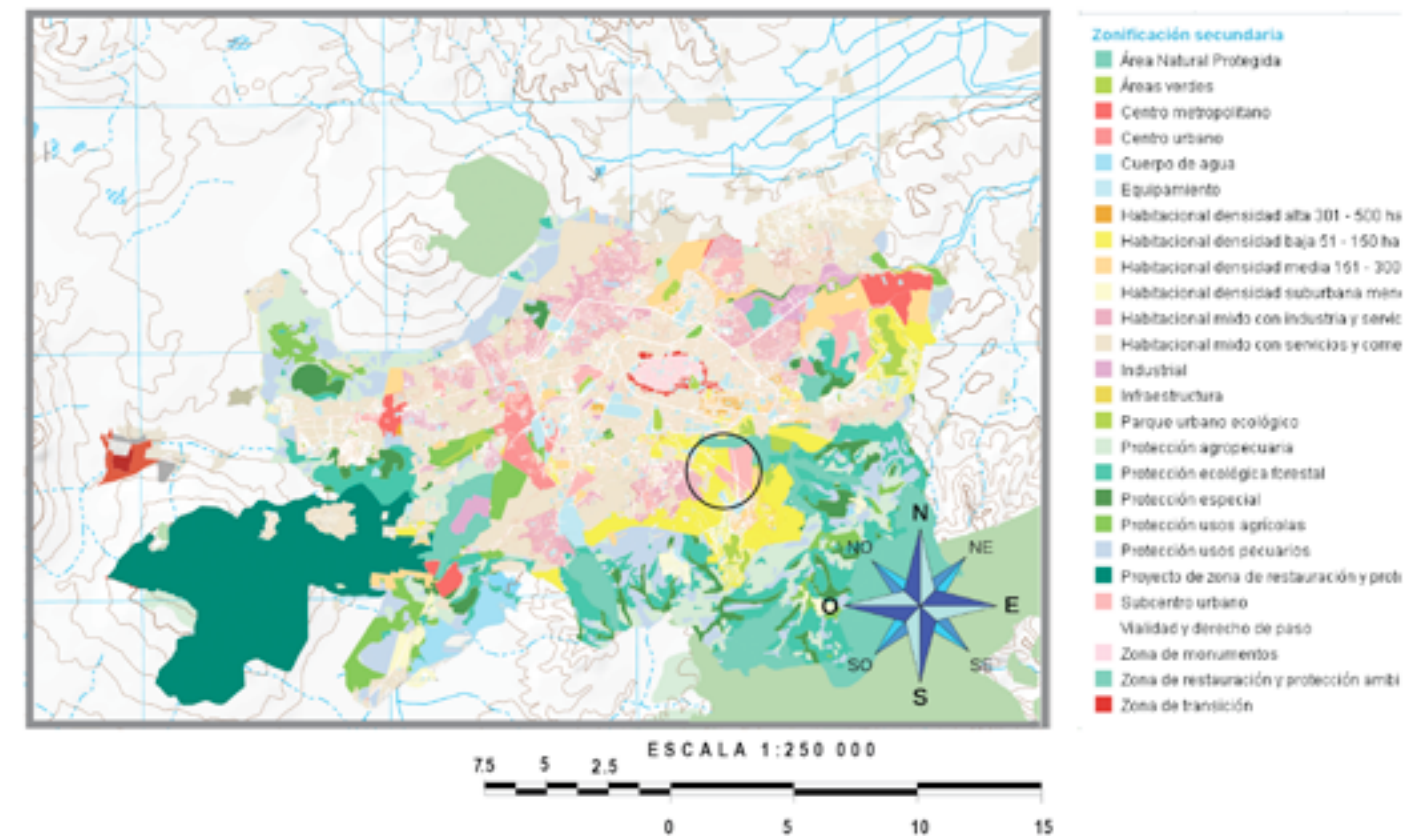 Zonificación secundaria
Área Natural Protegida
Áreas verdes
Centro metropolitano
Centro urbano
Cuerpo de agua
Equipamiento
Habitacional densidad alta 301 - 500 ha
Habitacional densidad baja 51 - 150 ha
Habitacional densidad media 161 - 300
Habitacional densidad suburbana men
Habitacional mido con industria y servic
Habitacional mido con servicios y come
Industrial
Infraestructura
Parque urbano ecológico
Protección agropecuaria
Protección ecológica forestal
Protección especial
Protección usos agrícolas
Protección usos pecuarios
Proyecto de zona de restauración y prot
Subcentro urbano
Vialidad y derecho de paso
Zona de monumentos
Zona de restauración y protección ambi
Zona de transición
N
NO NE
O E
SO SE
S
ESCALA 1:250 000
7.5 5 2.5
0 5 10 15